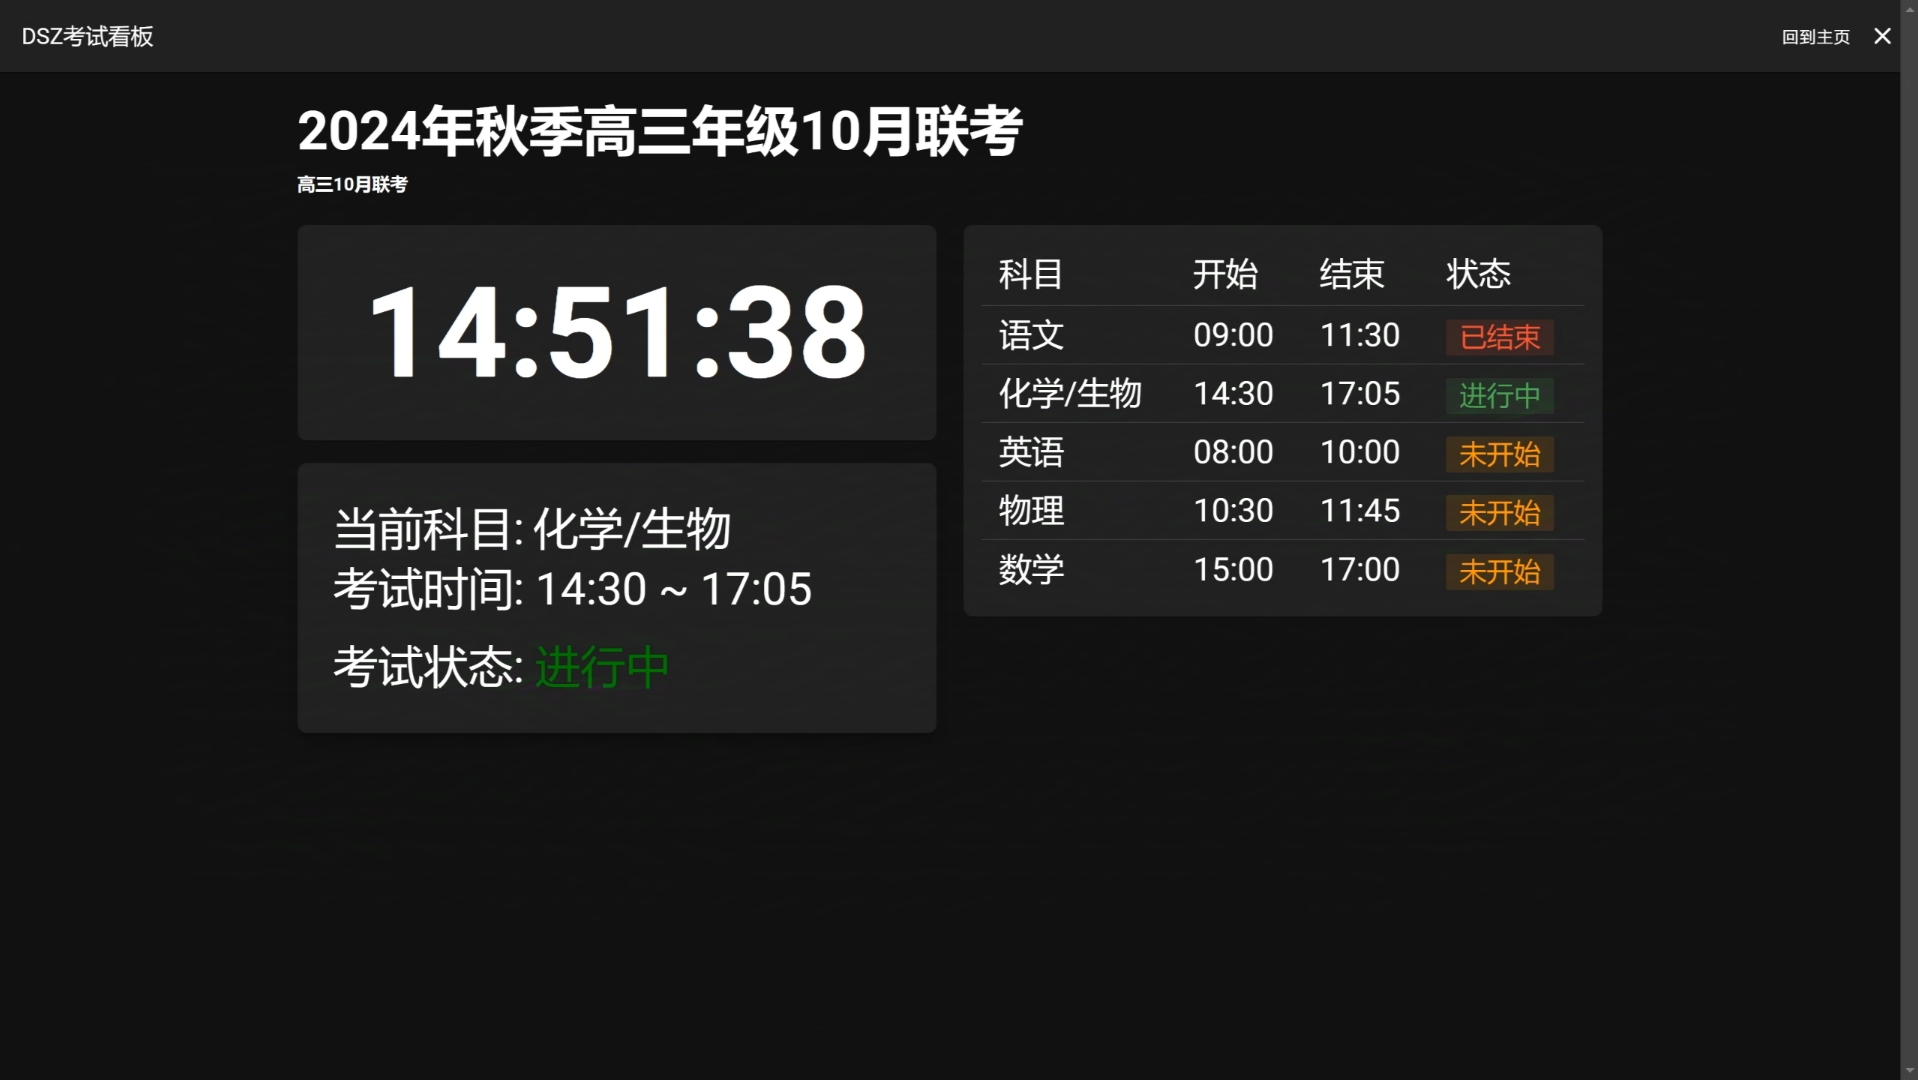 DSZ考试看板
回到主页
2024年秋季高三年级10月联考
高三10月联考
14:51:38
当前科目: 化学/生物
考试时间: 14:30 ~ 17:05
考试状态: 进行中
科目 开始 结束 状态
语文 09:00 11:30 已结束
化学/生物 14:30 17:05 进行中
英语 08:00 10:00 未开始
物理 10:30 11:45 未开始
数学 15:00 17:00 未开始